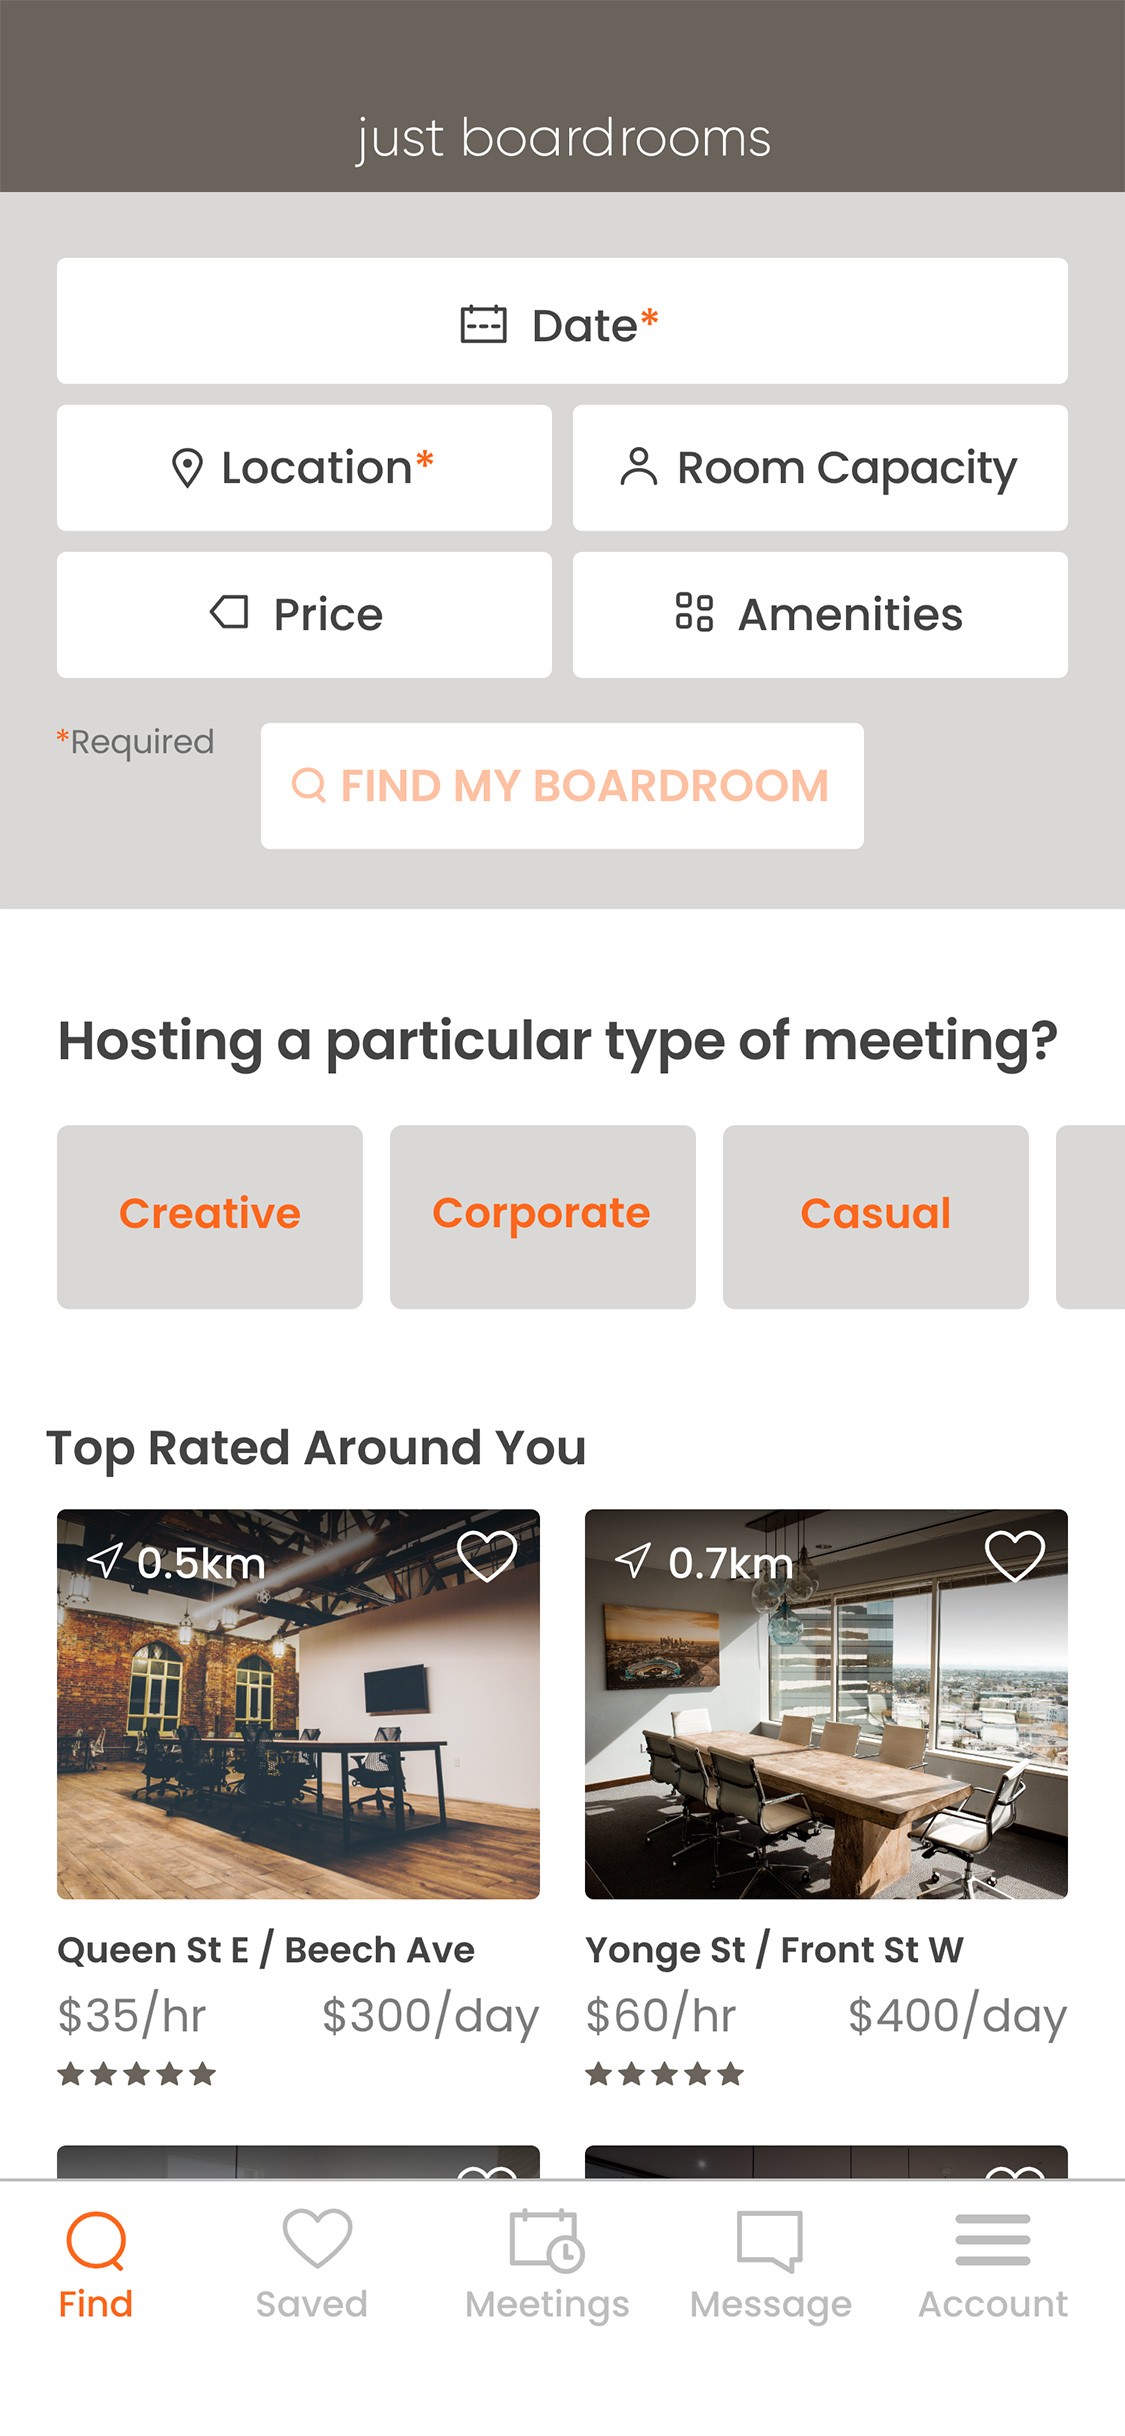 just boardrooms
Date*
Location*
Room Capacity
Price
Amenities
*Required
FIND MY BOARDROOM
Hosting a particular type of meeting?
Creative
Corporate
Casual
Top Rated Around You
0.5km
0.7km
Queen St E / Beech Ave
$35/hr $300/day
Yonge St / Front St W
$60/hr $400/day
Find
Saved
Meetings
Message
Account